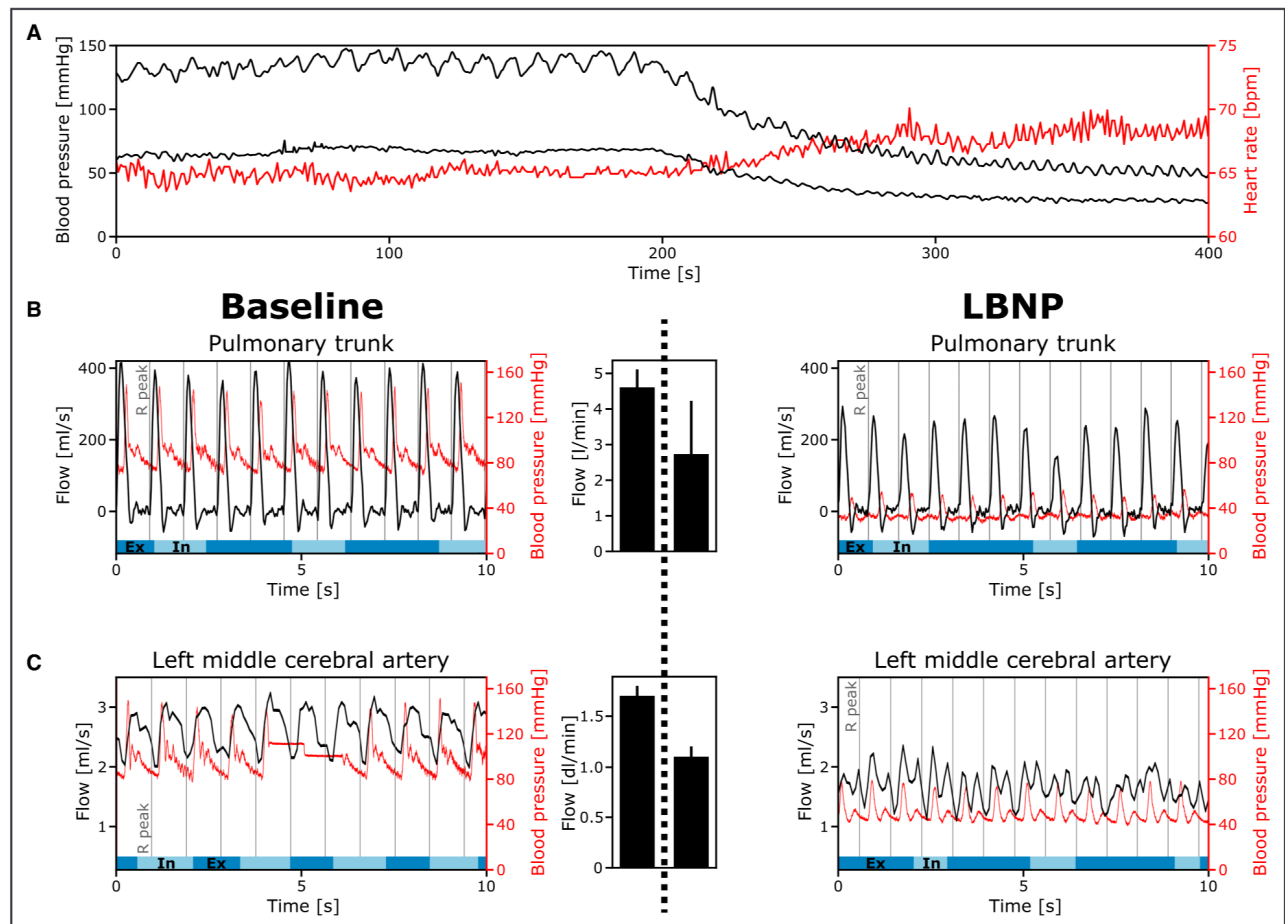 A
Blood pressure [mmHg]
150
100
50
0
75
70
65
60
Heart rate [bpm]
0 100 200 300 400
Time [s]
B
Baseline
LBNP
Pulmonary trunk
Flow [ml/s]
400
200
0
R peak
160
120
80
40
0
Blood pressure [mmHg]
Ex In
0 5 10
Time [s]
Flow [l/min]
5
4
3
2
1
0
Pulmonary trunk
Flow [ml/s]
400
200
0
R peak
160
120
80
40
0
Blood pressure [mmHg]
Ex In
0 5 10
Time [s]
C
Left middle cerebral artery
Flow [ml/s]
3
2
1
R peak
160
120
80
40
0
Blood pressure [mmHg]
In Ex
0 5 10
Time [s]
Flow [dl/min]
1.5
1
0.5
0
Left middle cerebral artery
Flow [ml/s]
3
2
1
R peak
160
120
80
40
0
Blood pressure [mmHg]
Ex In
0 5 10
Time [s]